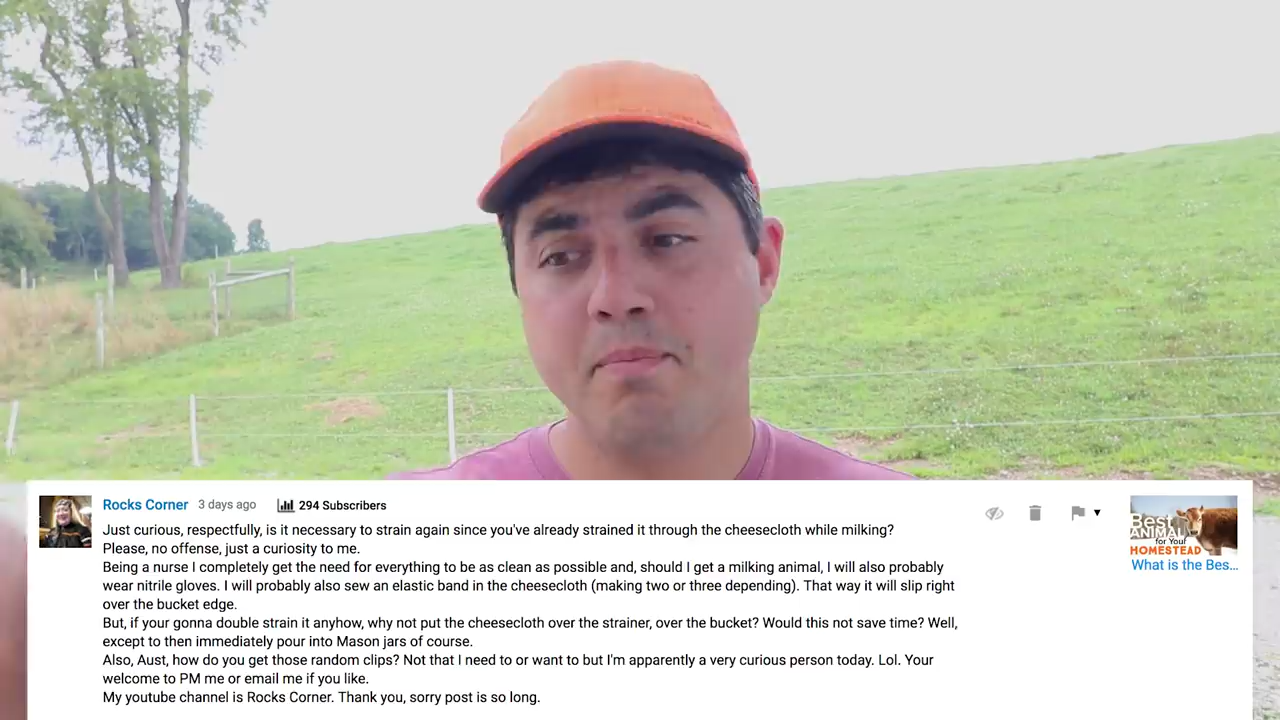 Rocks Corner 3 days ago 294 Subscribers
Just curious, respectfully, is it necessary to strain again since you've already strained it through the cheesecloth while milking?
Please, no offense, just a curiosity to me.
Being a nurse I completely get the need for everything to be as clean as possible and, should I get a milking animal, I will also probably
wear nitrile gloves. I will probably also sew an elastic band in the cheesecloth (making two or three depending). That way it will slip right
over the bucket edge.
But, if your gonna double strain it anyhow, why not put the cheesecloth over the strainer, over the bucket? Would this not save time? Well,
except to then immediately pour into Mason jars of course.
Also, Aust, how do you get those random clips? Not that I need to or want to but I'm apparently a very curious person today. Lol. Your
welcome to PM me or email me if you like.
My youtube channel is Rocks Corner. Thank you, sorry post is so long.
Best
ANIMAL
for Your
HOMESTEAD
What is the Bes...